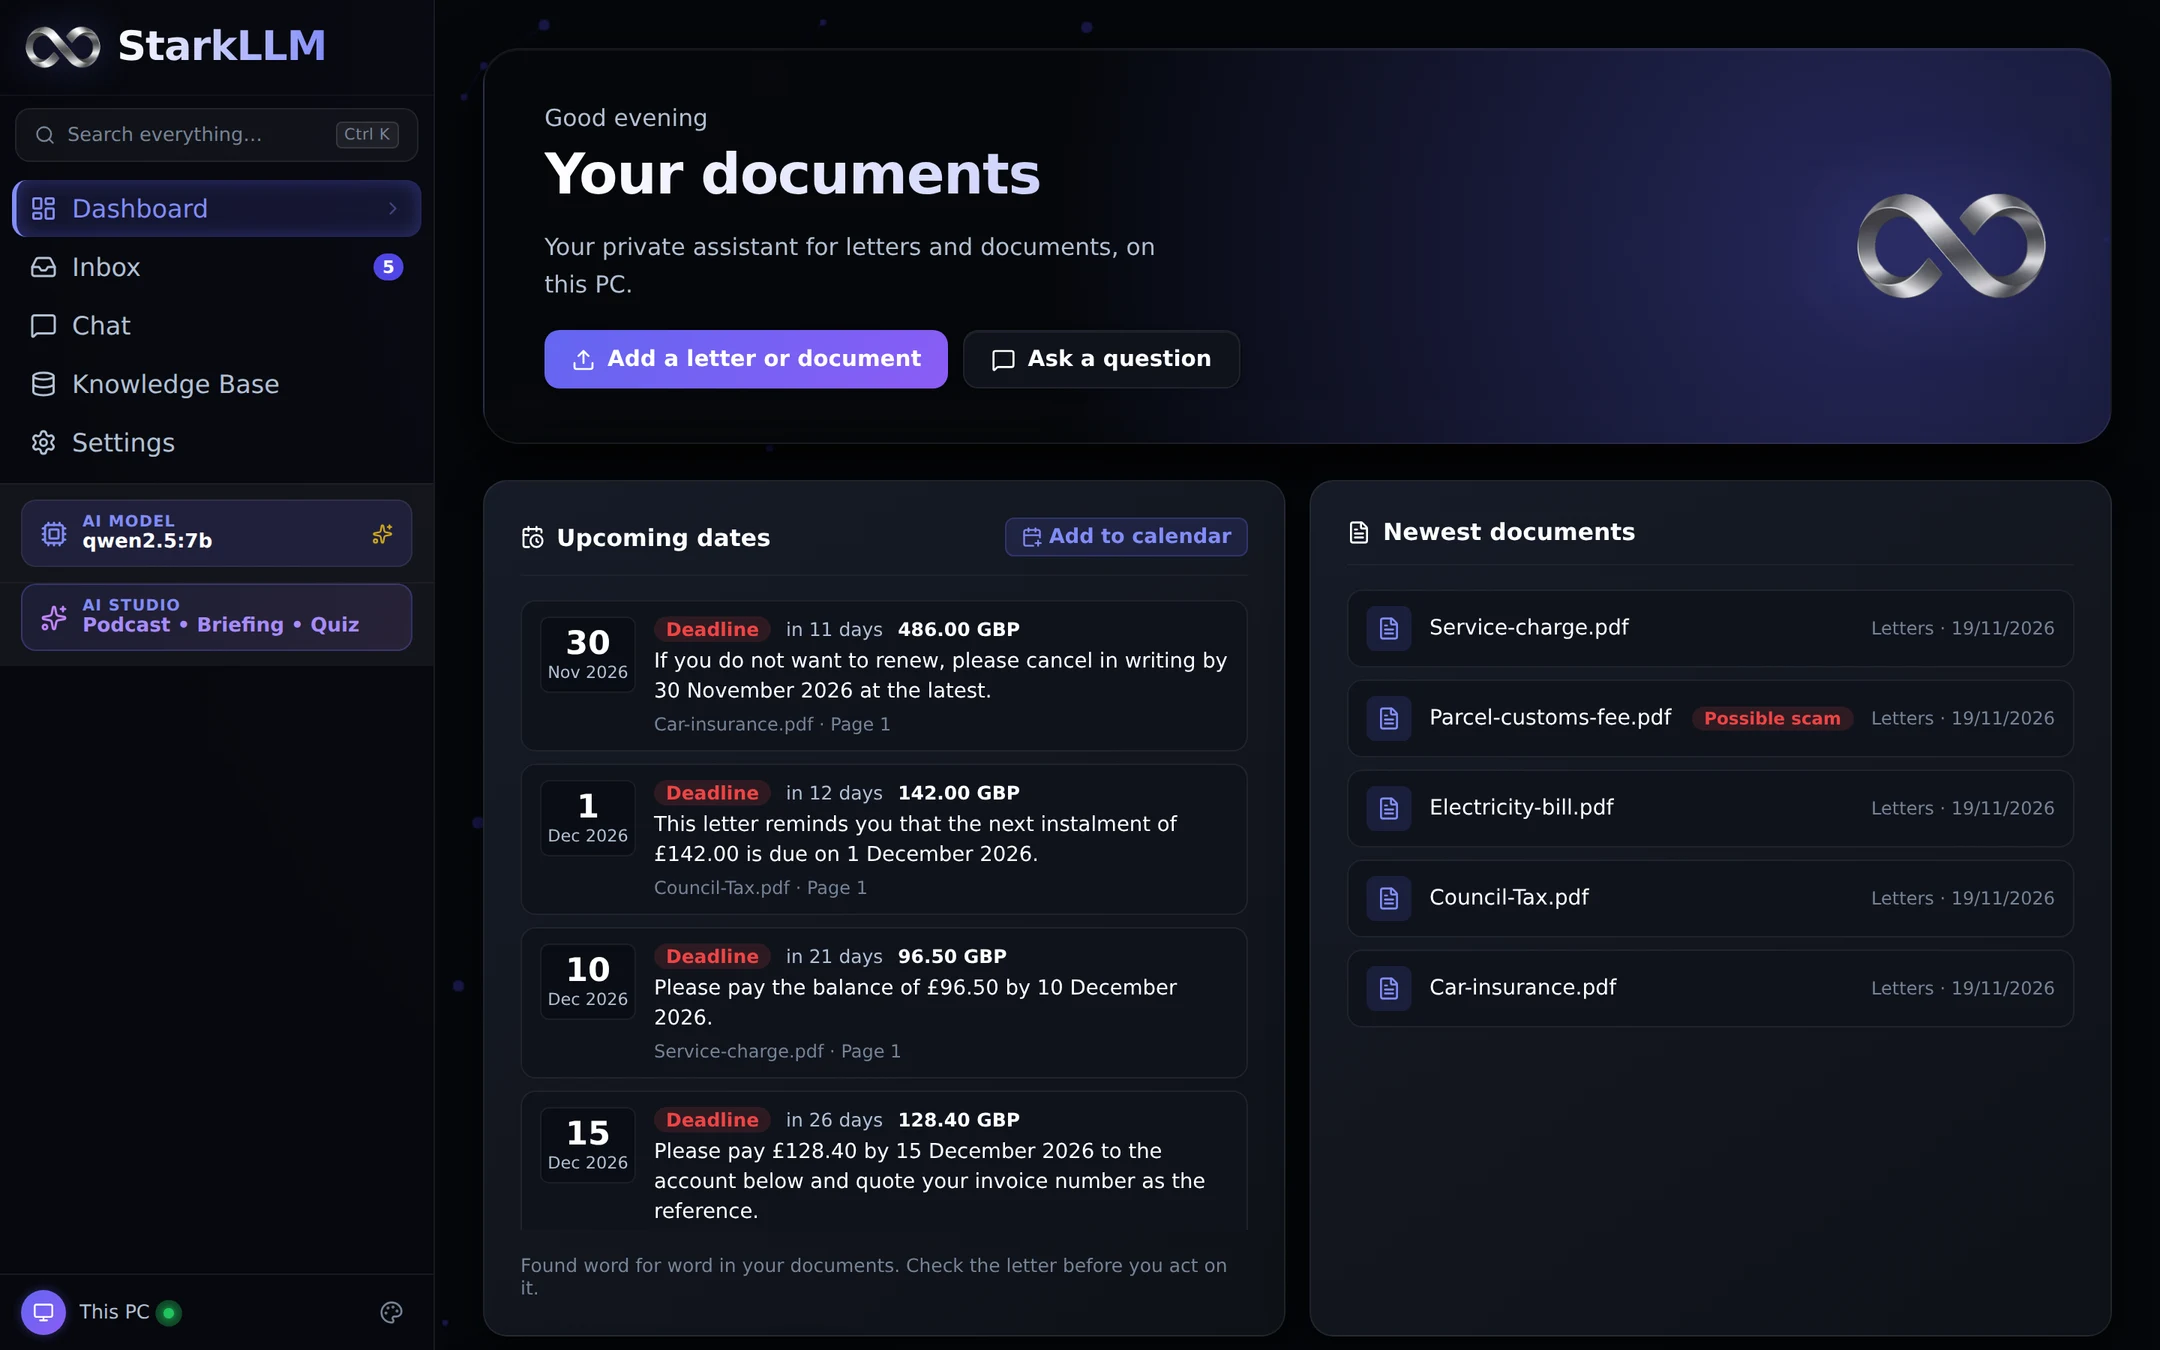 StarkLLM
Search everything...
Ctrl K
Dashboard
Inbox
5
Chat
Knowledge Base
Settings
AI MODEL
qwen2.5:7b
AI STUDIO
Podcast • Briefing • Quiz
This PC
Good evening
Your documents
Your private assistant for letters and documents, on
this PC.
Add a letter or document
Ask a question
Upcoming dates
Add to calendar
30
Nov 2026
Deadline in 11 days 486.00 GBP
If you do not want to renew, please cancel in writing by
30 November 2026 at the latest.
Car-insurance.pdf · Page 1
1
Dec 2026
Deadline in 12 days 142.00 GBP
This letter reminds you that the next instalment of
£142.00 is due on 1 December 2026.
Council-Tax.pdf · Page 1
10
Dec 2026
Deadline in 21 days 96.50 GBP
Please pay the balance of £96.50 by 10 December
2026.
Service-charge.pdf · Page 1
15
Dec 2026
Deadline in 26 days 128.40 GBP
Please pay £128.40 by 15 December 2026 to the
account below and quote your invoice number as the
reference.
Found word for word in your documents. Check the letter before you act on
it.
Newest documents
Service-charge.pdf Letters · 19/11/2026
Parcel-customs-fee.pdf Possible scam Letters · 19/11/2026
Electricity-bill.pdf Letters · 19/11/2026
Council-Tax.pdf Letters · 19/11/2026
Car-insurance.pdf Letters · 19/11/2026